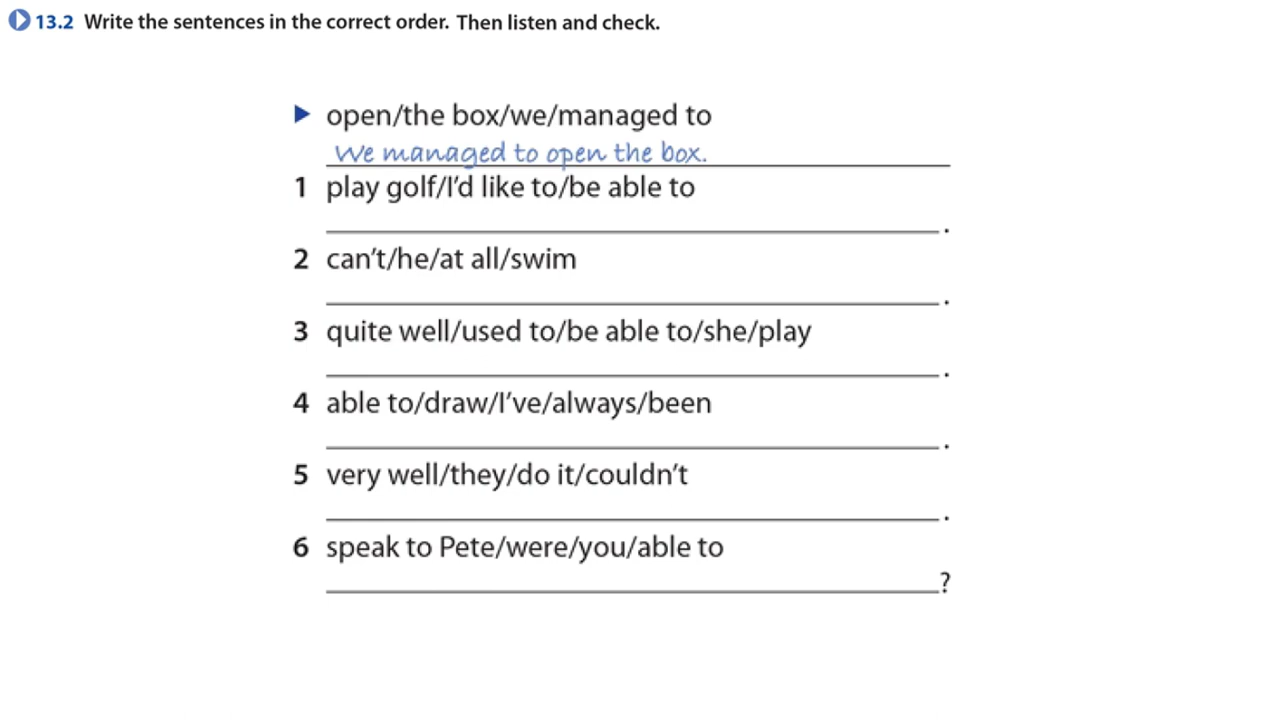 13.2 Write the sentences in the correct order. Then listen and check.
open/the box/we/managed to
We managed to open the box.
1 play golf/I'd like to/be able to
.
2 can't/he/at all/swim
.
3 quite well/used to/be able to/she/play
.
4 able to/draw/I've/always/been
.
5 very well/they/do it/couldn't
.
6 speak to Pete/were/you/able to
?